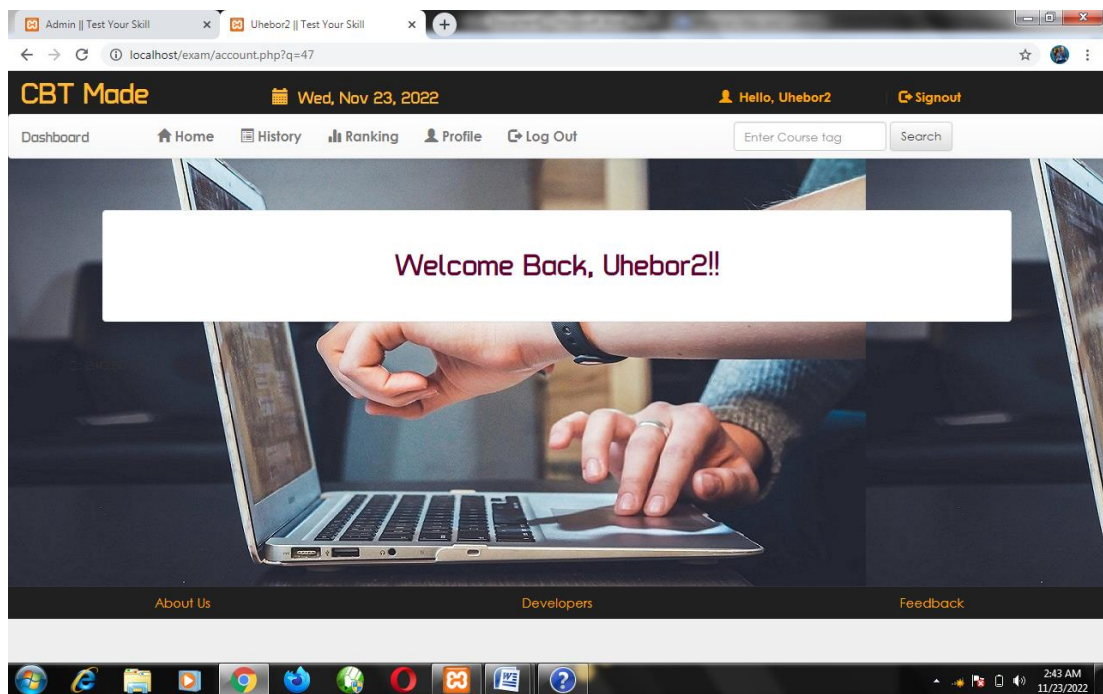 Admin || Test Your Skill
Uhebor2 || Test Your Skill
localhost/exam/account.php?q=47
CBT Made
Wed, Nov 23, 2022
Hello, Uhebor2
Signout
Dashboard Home History Ranking Profile Log Out
Enter Course tag
Search
Welcome Back, Uhebor2!!
About Us
Developers
Feedback
2:43 AM
11/23/2022